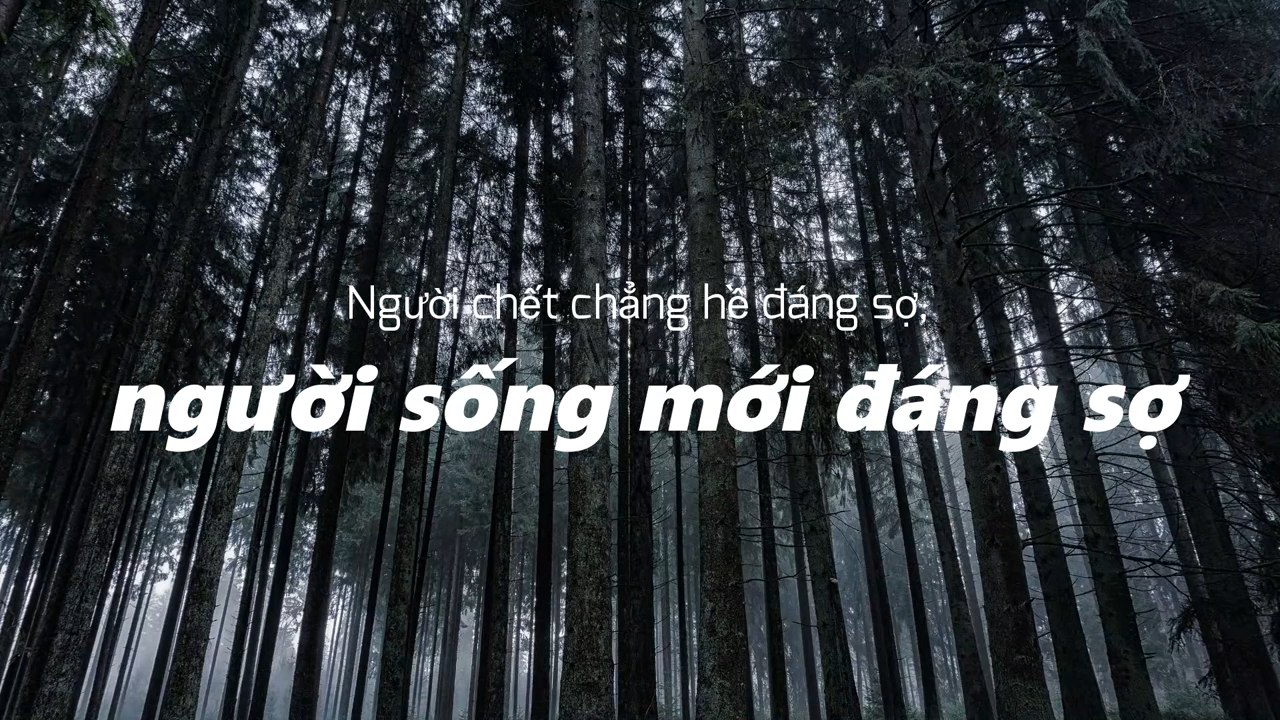 Người chết chẳng hề đáng sợ,
người sống mới đáng sợ